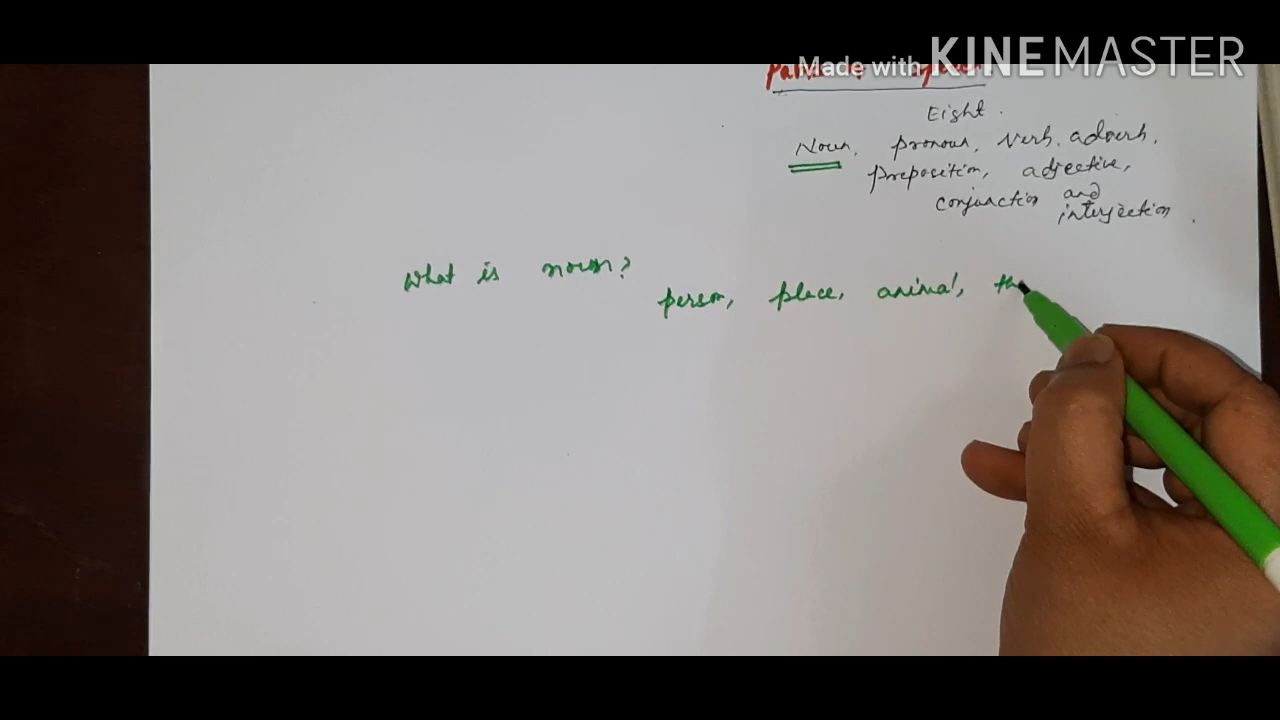 Made with KINEMASTER
Eight.
Noun, pronoun, verb, adverb,
preposition, adjective,
conjunction and
interjection.
What is noun?
person, place, animal, th